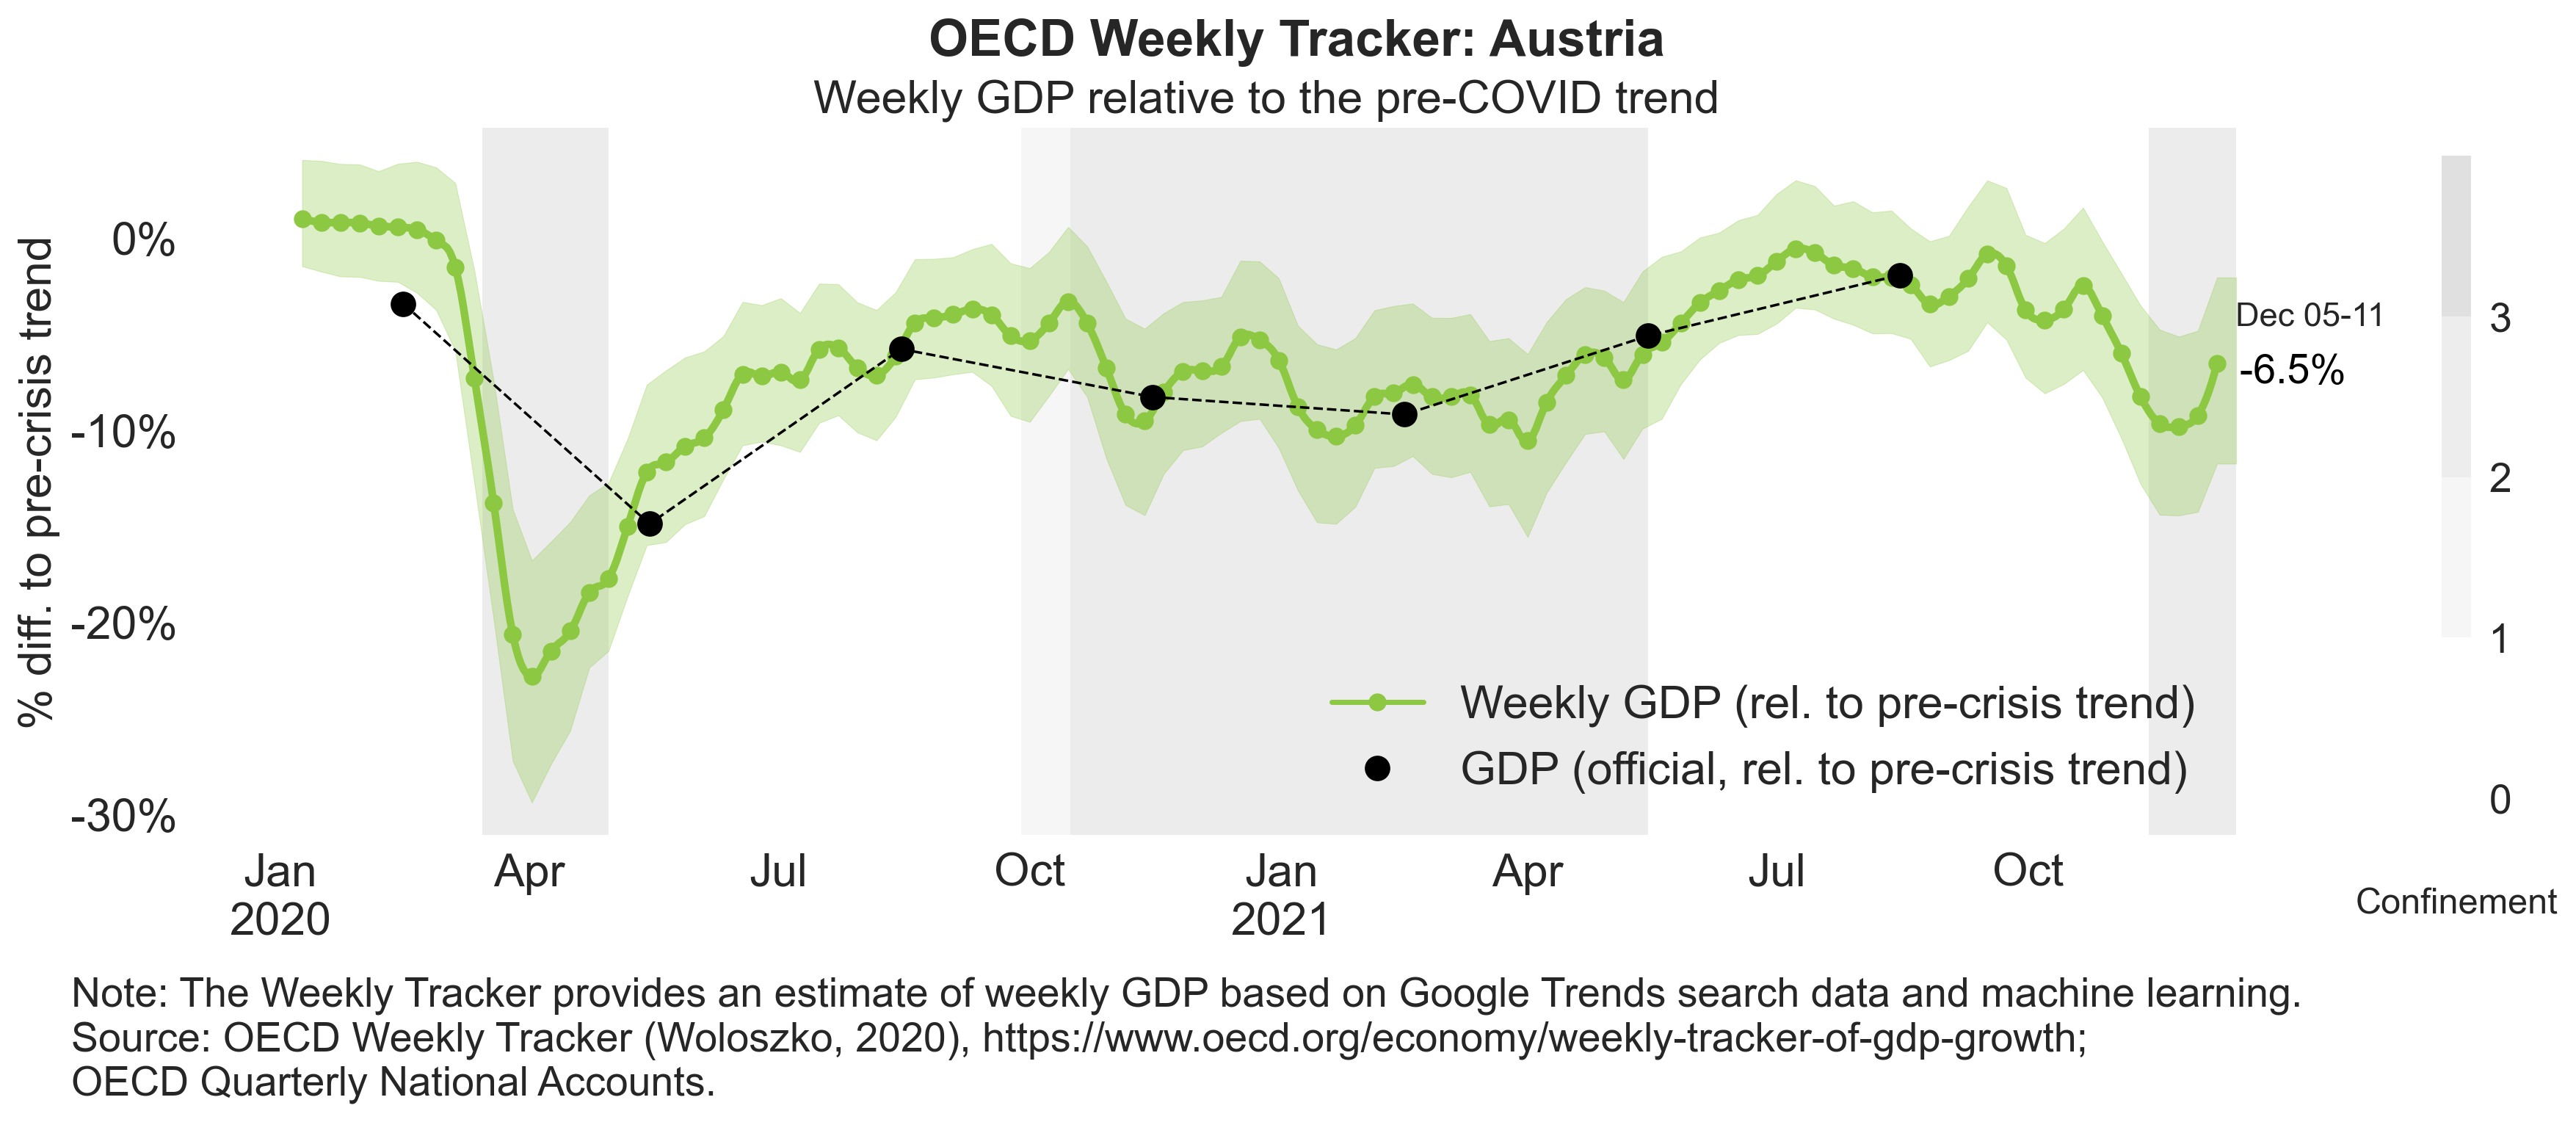 OECD Weekly Tracker: Austria
Weekly GDP relative to the pre-COVID trend
% diff. to pre-crisis trend
0%
-10%
-20%
-30%
Dec 05-11
-6.5%
Weekly GDP (rel. to pre-crisis trend)
GDP (official, rel. to pre-crisis trend)
3
2
1
0
Confinement
Jan Apr Jul Oct Jan Apr Jul Oct
2020 2021
Note: The Weekly Tracker provides an estimate of weekly GDP based on Google Trends search data and machine learning.
Source: OECD Weekly Tracker (Woloszko, 2020), https://www.oecd.org/economy/weekly-tracker-of-gdp-growth;
OECD Quarterly National Accounts.